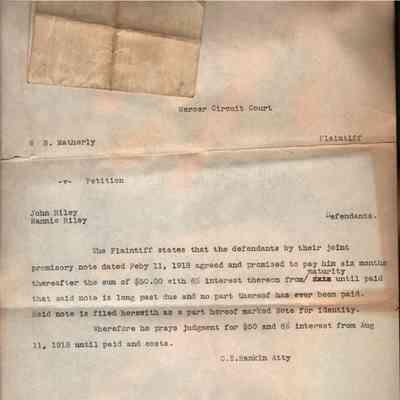 Mercer Circuit Court
W B. Matherly Plaintiff
-v- Petition
John Riley
Nannie Riley Defendants.
The Plaintiff states that the defendants by their joint
promisory note dated Feby 11, 1918 agreed and promised to pay him six months
maturity
thereafter the sum of $50.00 with 6% interest thereon from/ until paid
that said note is long past due and no part thereof has ever been paid.
Said note is filed herewith as a part hereof marked Note for identity.
Wherefore he prays judgment for $50 and 6% interest from Aug
11, 1918 until paid and costs.
C.E.Rankin Atty